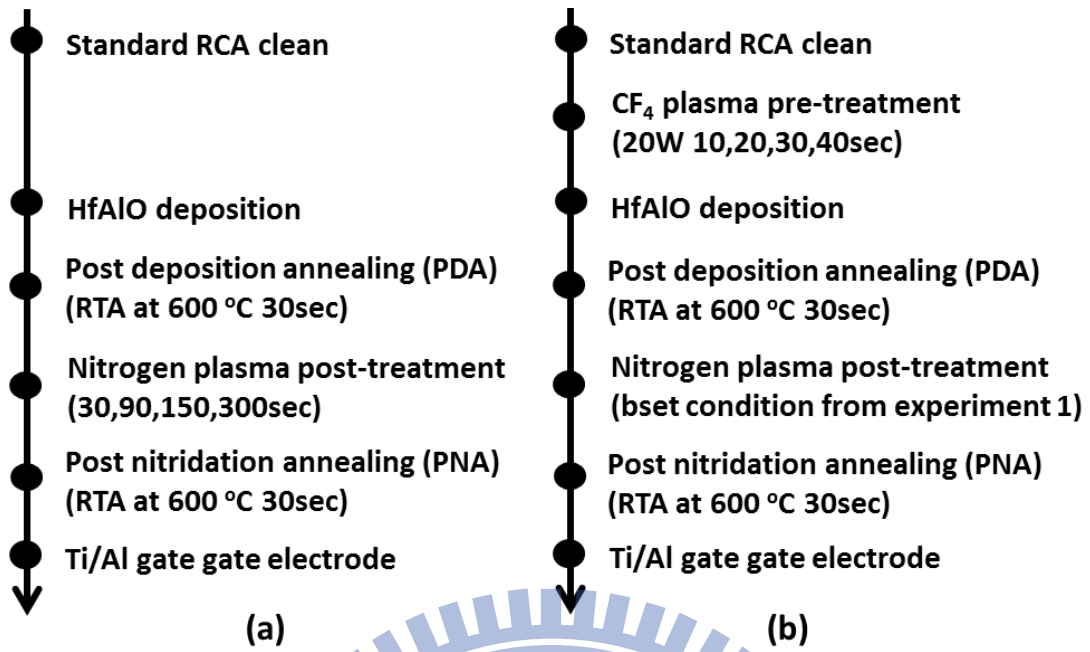 Standard RCA clean
HfAlO deposition
Post deposition annealing (PDA)
(RTA at 600 °C 30sec)
Nitrogen plasma post-treatment
(30,90,150,300sec)
Post nitridation annealing (PNA)
(RTA at 600 °C 30sec)
Ti/Al gate gate electrode
(a)
Standard RCA clean
CF₄ plasma pre-treatment
(20W 10,20,30,40sec)
HfAlO deposition
Post deposition annealing (PDA)
(RTA at 600 °C 30sec)
Nitrogen plasma post-treatment
(bset condition from experiment 1)
Post nitridation annealing (PNA)
(RTA at 600 °C 30sec)
Ti/Al gate gate electrode
(b)